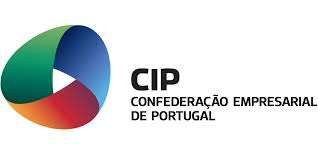 CIP
CONFEDERAÇÃO EMPRESARIAL
DE PORTUGAL